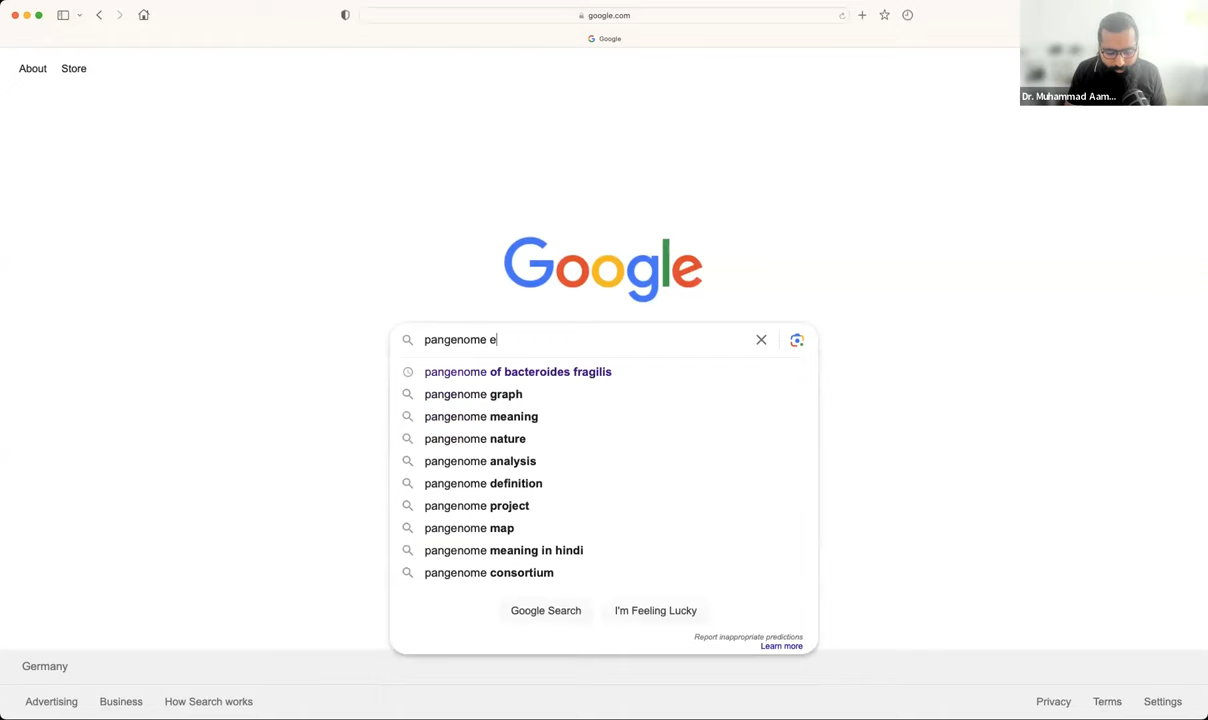 google.com
Google
About
Store
Dr. Muhammad Aam...
Google
pangenome e
pangenome of bacteroides fragilis
pangenome graph
pangenome meaning
pangenome nature
pangenome analysis
pangenome definition
pangenome project
pangenome map
pangenome meaning in hindi
pangenome consortium
Google Search
I'm Feeling Lucky
Report inappropriate predictions
Learn more
Germany
Advertising
Business
How Search works
Privacy
Terms
Settings